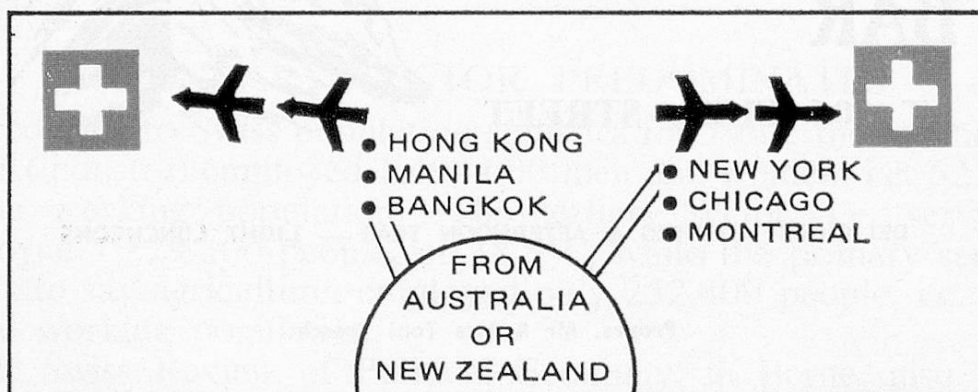 • HONG KONG
• MANILA
• BANGKOK
• NEW YORK
• CHICAGO
• MONTREAL
FROM
AUSTRALIA
OR
NEW ZEALAND